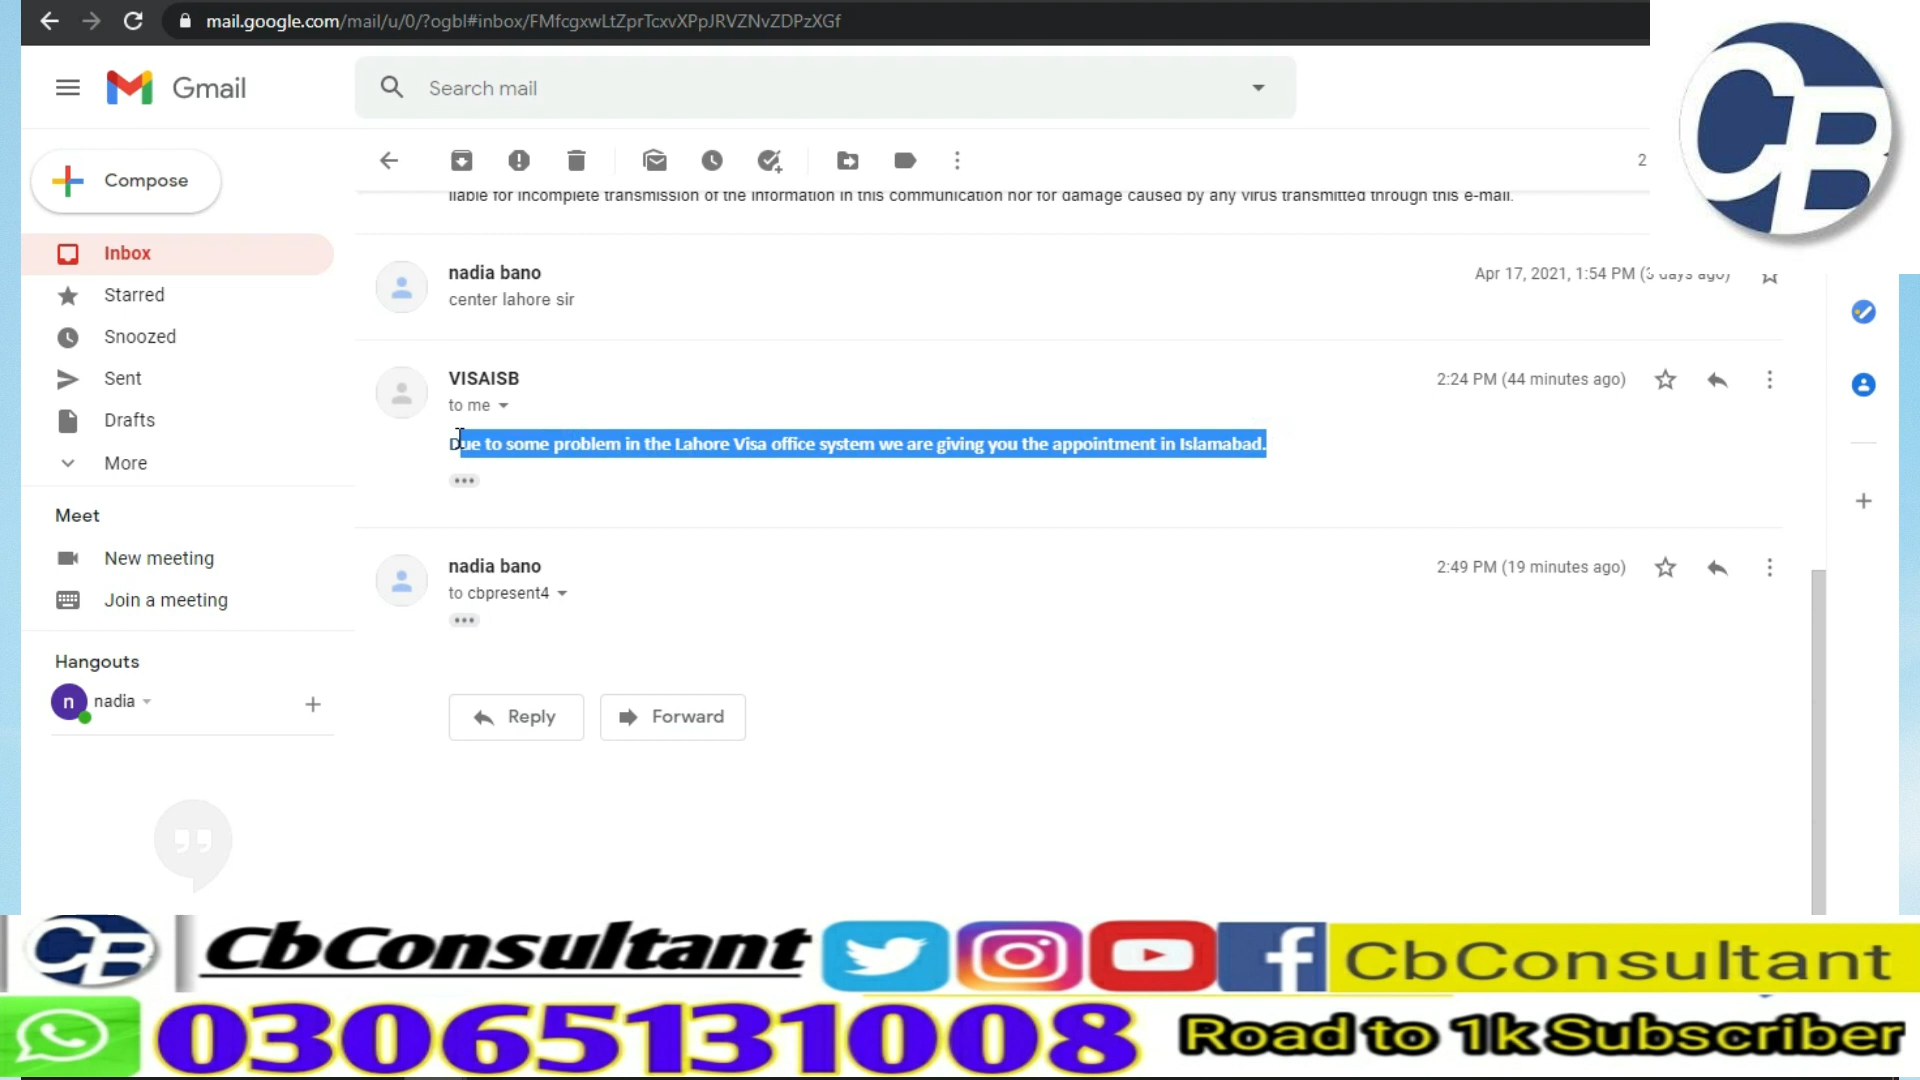 mail.google.com/mail/u/0/?ogbl#inbox/FMfcgxwLtZprTcxvXPpJRVZNvZDPzXGf
CB
Gmail
Search mail
2
Compose
liable for incomplete transmission of the information in this communication nor for damage caused by any virus transmitted through this e-mail.
Inbox
nadia bano
Apr 17, 2021, 1:54 PM (3 days ago)
center lahore sir
Starred
Snoozed
Sent
VISAISB
2:24 PM (44 minutes ago)
to me
Drafts
Due to some problem in the Lahore Visa office system we are giving you the appointment in Islamabad.
More
Meet
New meeting
nadia bano
2:49 PM (19 minutes ago)
to cbpresent4
Join a meeting
Hangouts
n nadia
Reply
Forward
CB CbConsultant
CbConsultant
03065131008
Road to 1k Subscriber